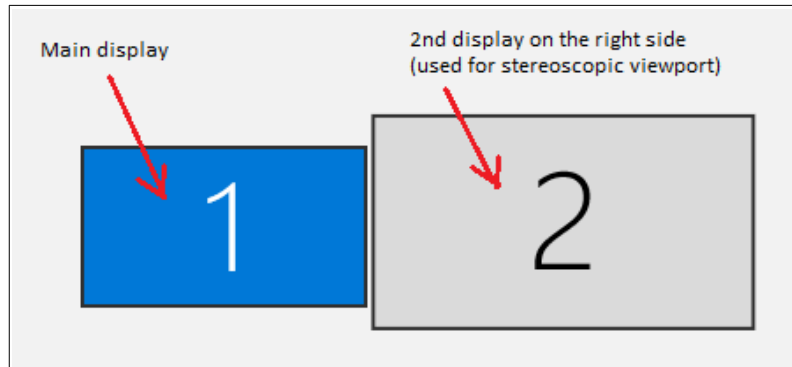 Main display
2nd display on the right side
(used for stereoscopic viewport)
1
2